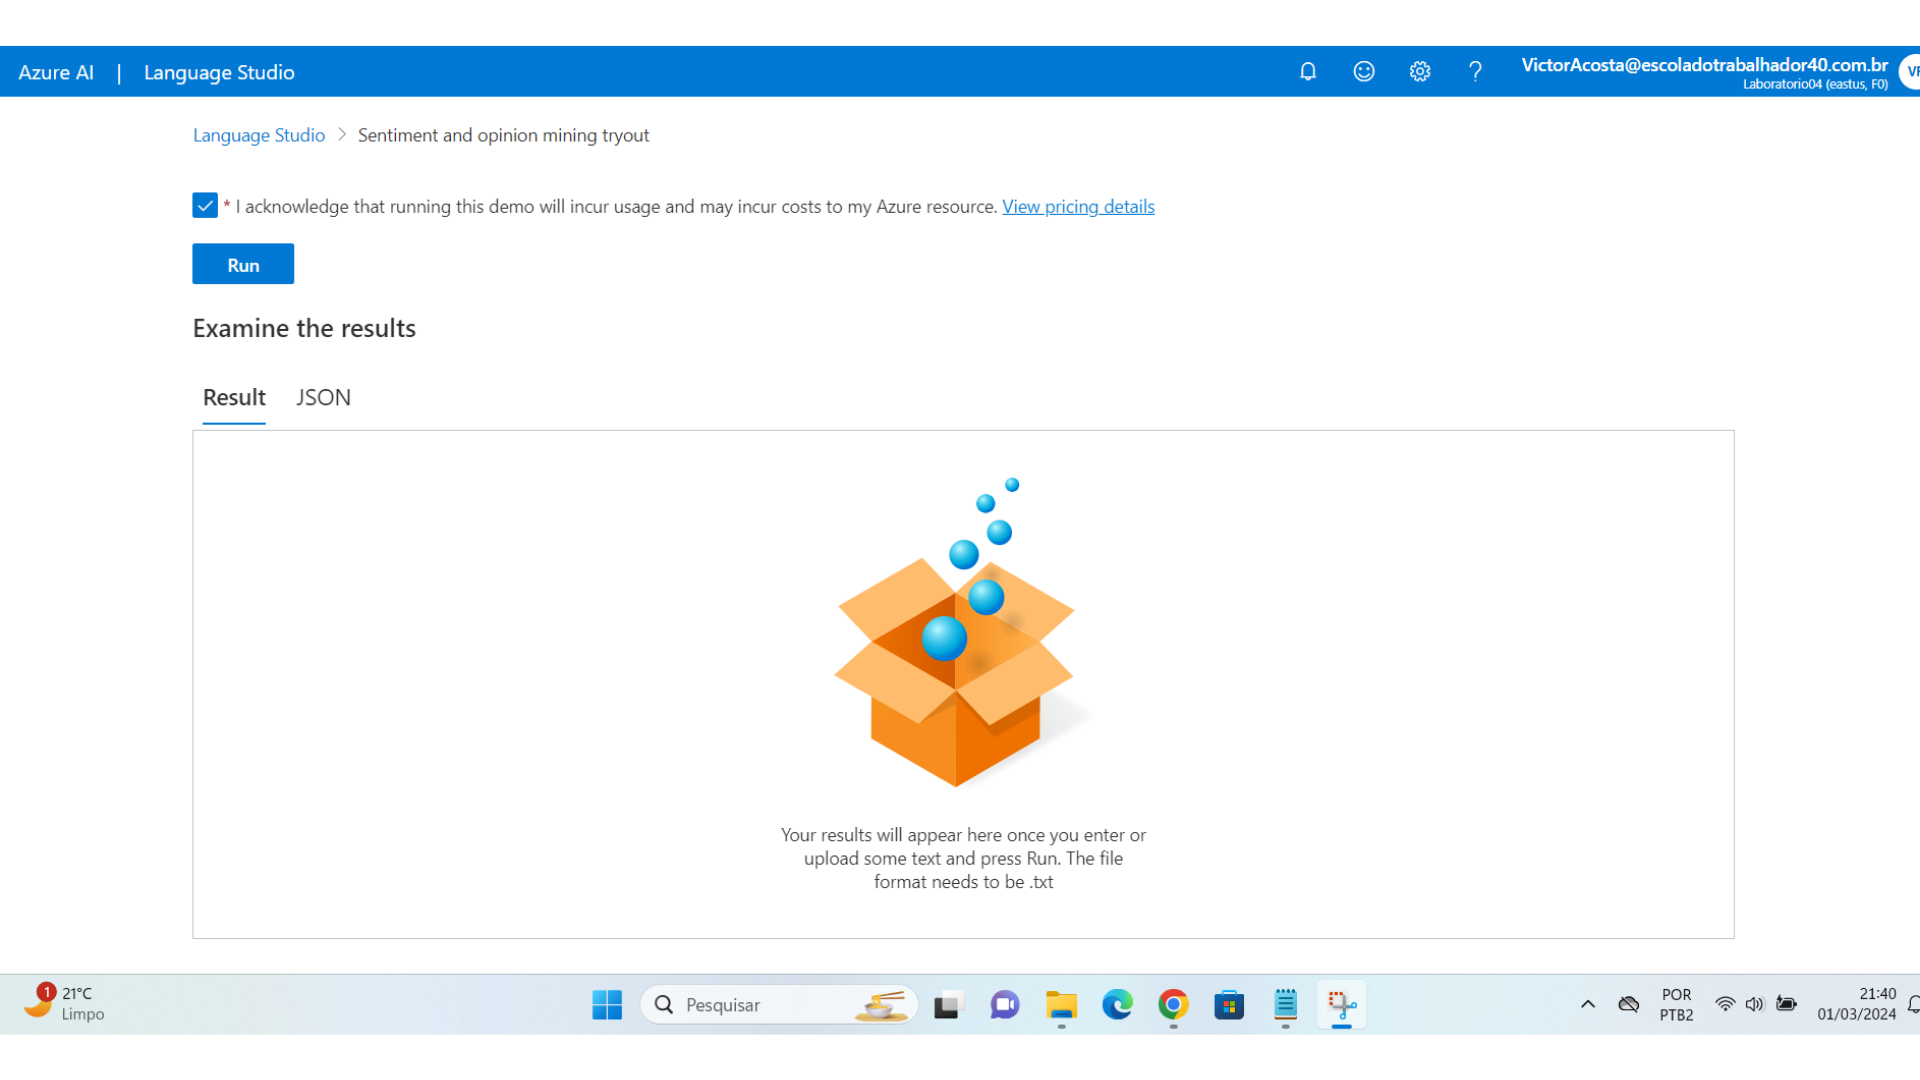 Azure AI | Language Studio
VictorAcosta@escoladotrabalhador40.com.br
Laboratorio04 (eastus, F0)
Language Studio > Sentiment and opinion mining tryout
* I acknowledge that running this demo will incur usage and may incur costs to my Azure resource. View pricing details
Run
Examine the results
Result JSON
Your results will appear here once you enter or
upload some text and press Run. The file
format needs to be .txt
1
21°C
Limpo
Pesquisar
POR
PTB2
21:40
01/03/2024